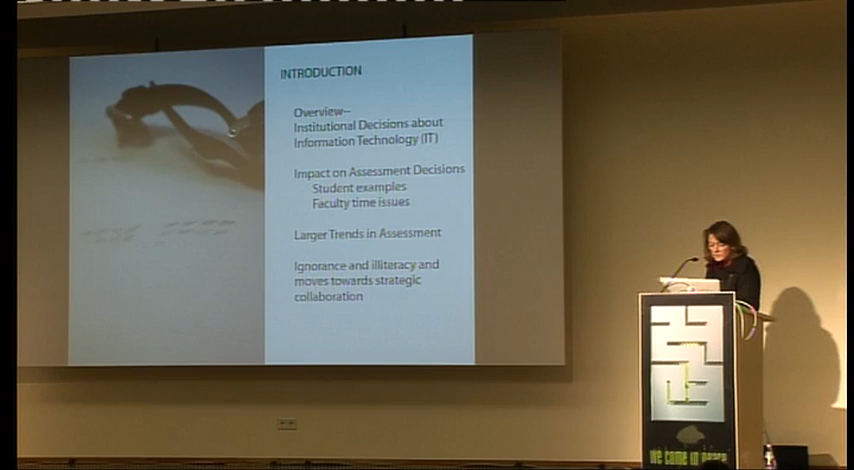 INTRODUCTION
Overview–
Institutional Decisions about
Information Technology (IT)
Impact on Assessment Decisions
Student examples
Faculty time issues
Larger Trends in Assessment
Ignorance and illiteracy and
moves towards strategic
collaboration
We come in peace